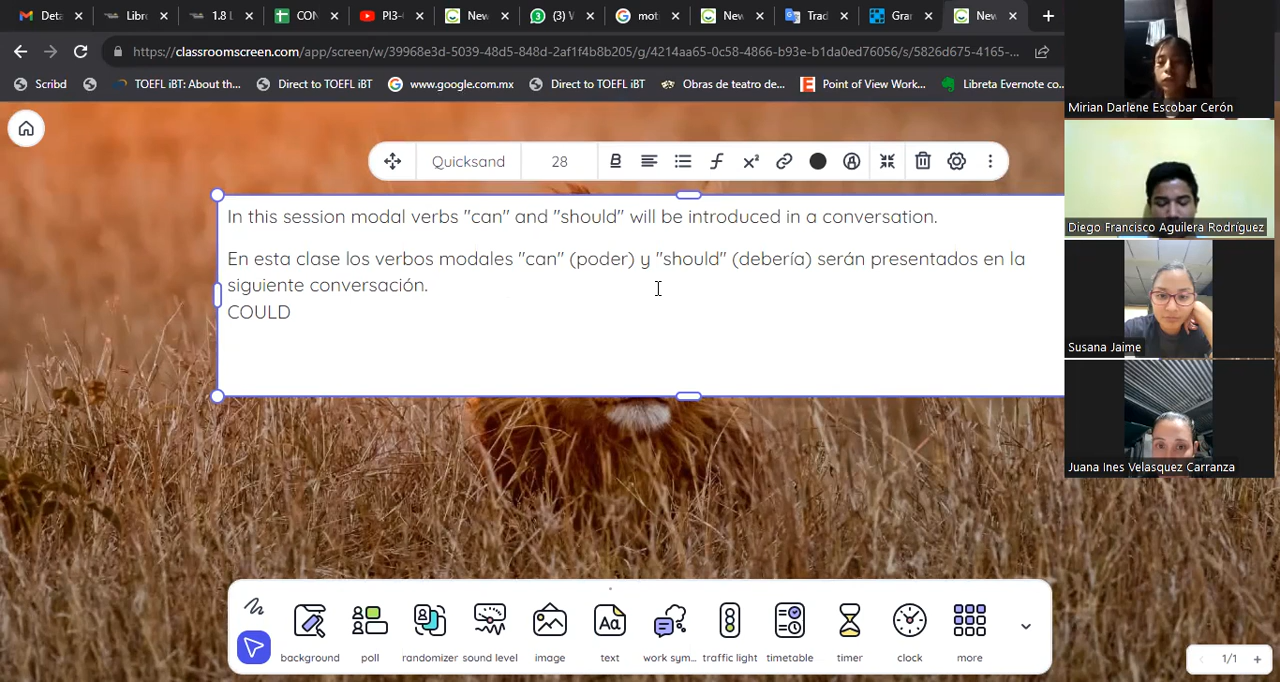 Deta
Libro
1.8 L
CON
PI3-
New
(3) W
mot
New
Trad
Gra
New
https://classroomscreen.com/app/screen/w/39968e3d-5039-48d5-848d-2af1f4b8b205/g/4214aa65-0c58-4866-b93e-b1da0ed76056/s/5826d675-4165-...
Scribd
TOEFL iBT: About th...
Direct to TOEFL iBT
www.google.com.mx
Direct to TOEFL iBT
Obras de teatro de...
Point of View Work...
Libreta Evernote co...
Mirian Darlene Escobar Cerón
Quicksand 28
In this session modal verbs "can" and "should" will be introduced in a conversation.
Diego Francisco Aguilera Rodríguez
En esta clase los verbos modales "can" (poder) y "should" (debería) serán presentados en la
siguiente conversación.
COULD
Susana Jaime
Juana Ines Velasquez Carranza
background
poll
randomizer
sound level
image
text
work sym...
traffic light
timetable
timer
clock
more
1/1